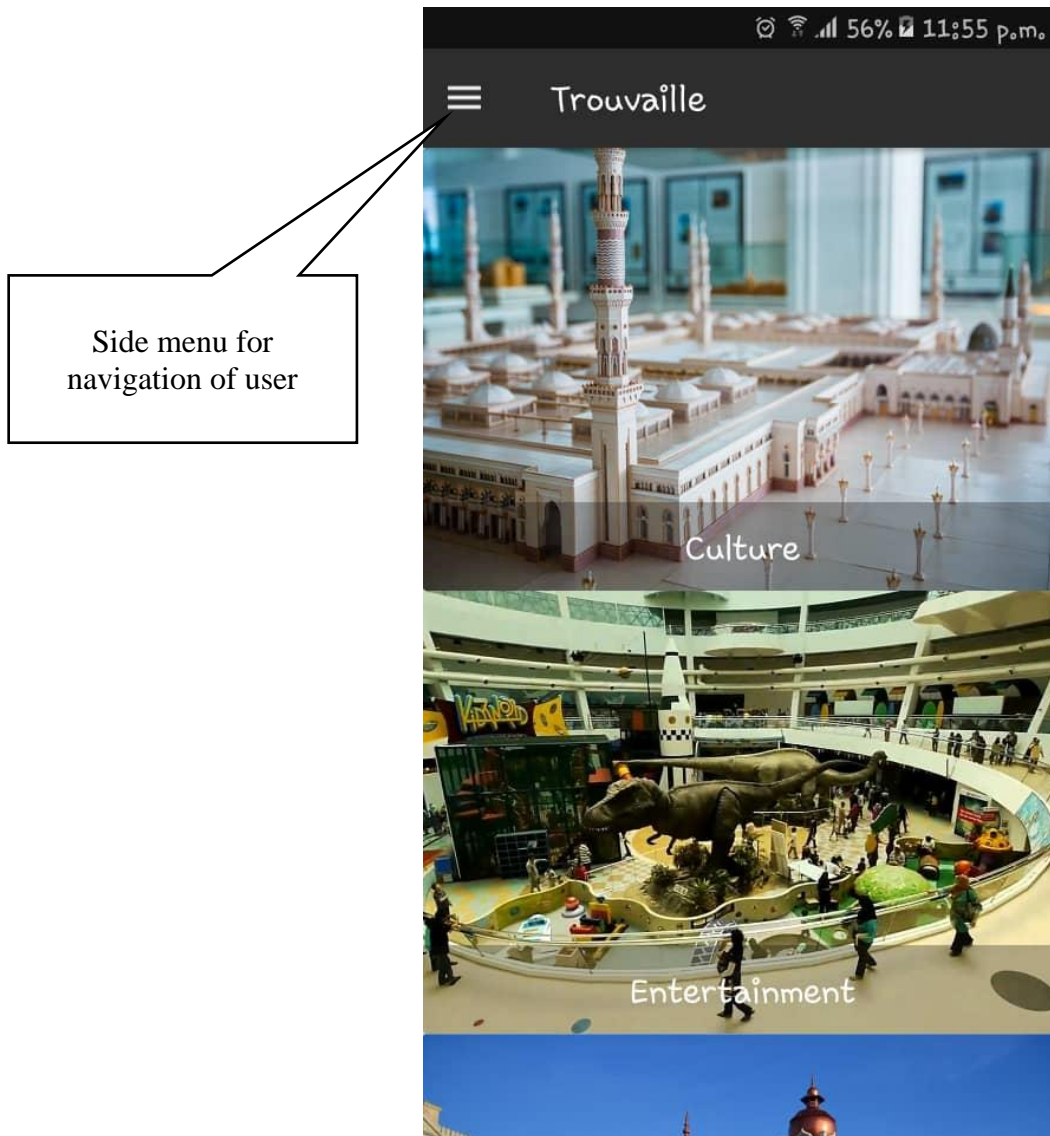 56% 11:55 p.m.
Trouvaille
Side menu for
navigation of user
Culture
Entertainment